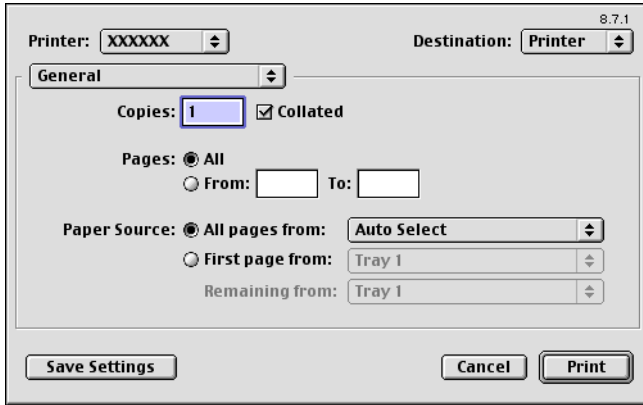 8.7.1
Printer: XXXXXX Destination: Printer
General
Copies: 1 Collated
Pages: All
From: To:
Paper Source: All pages from: Auto Select
First page from: Tray 1
Remaining from: Tray 1
Save Settings Cancel Print